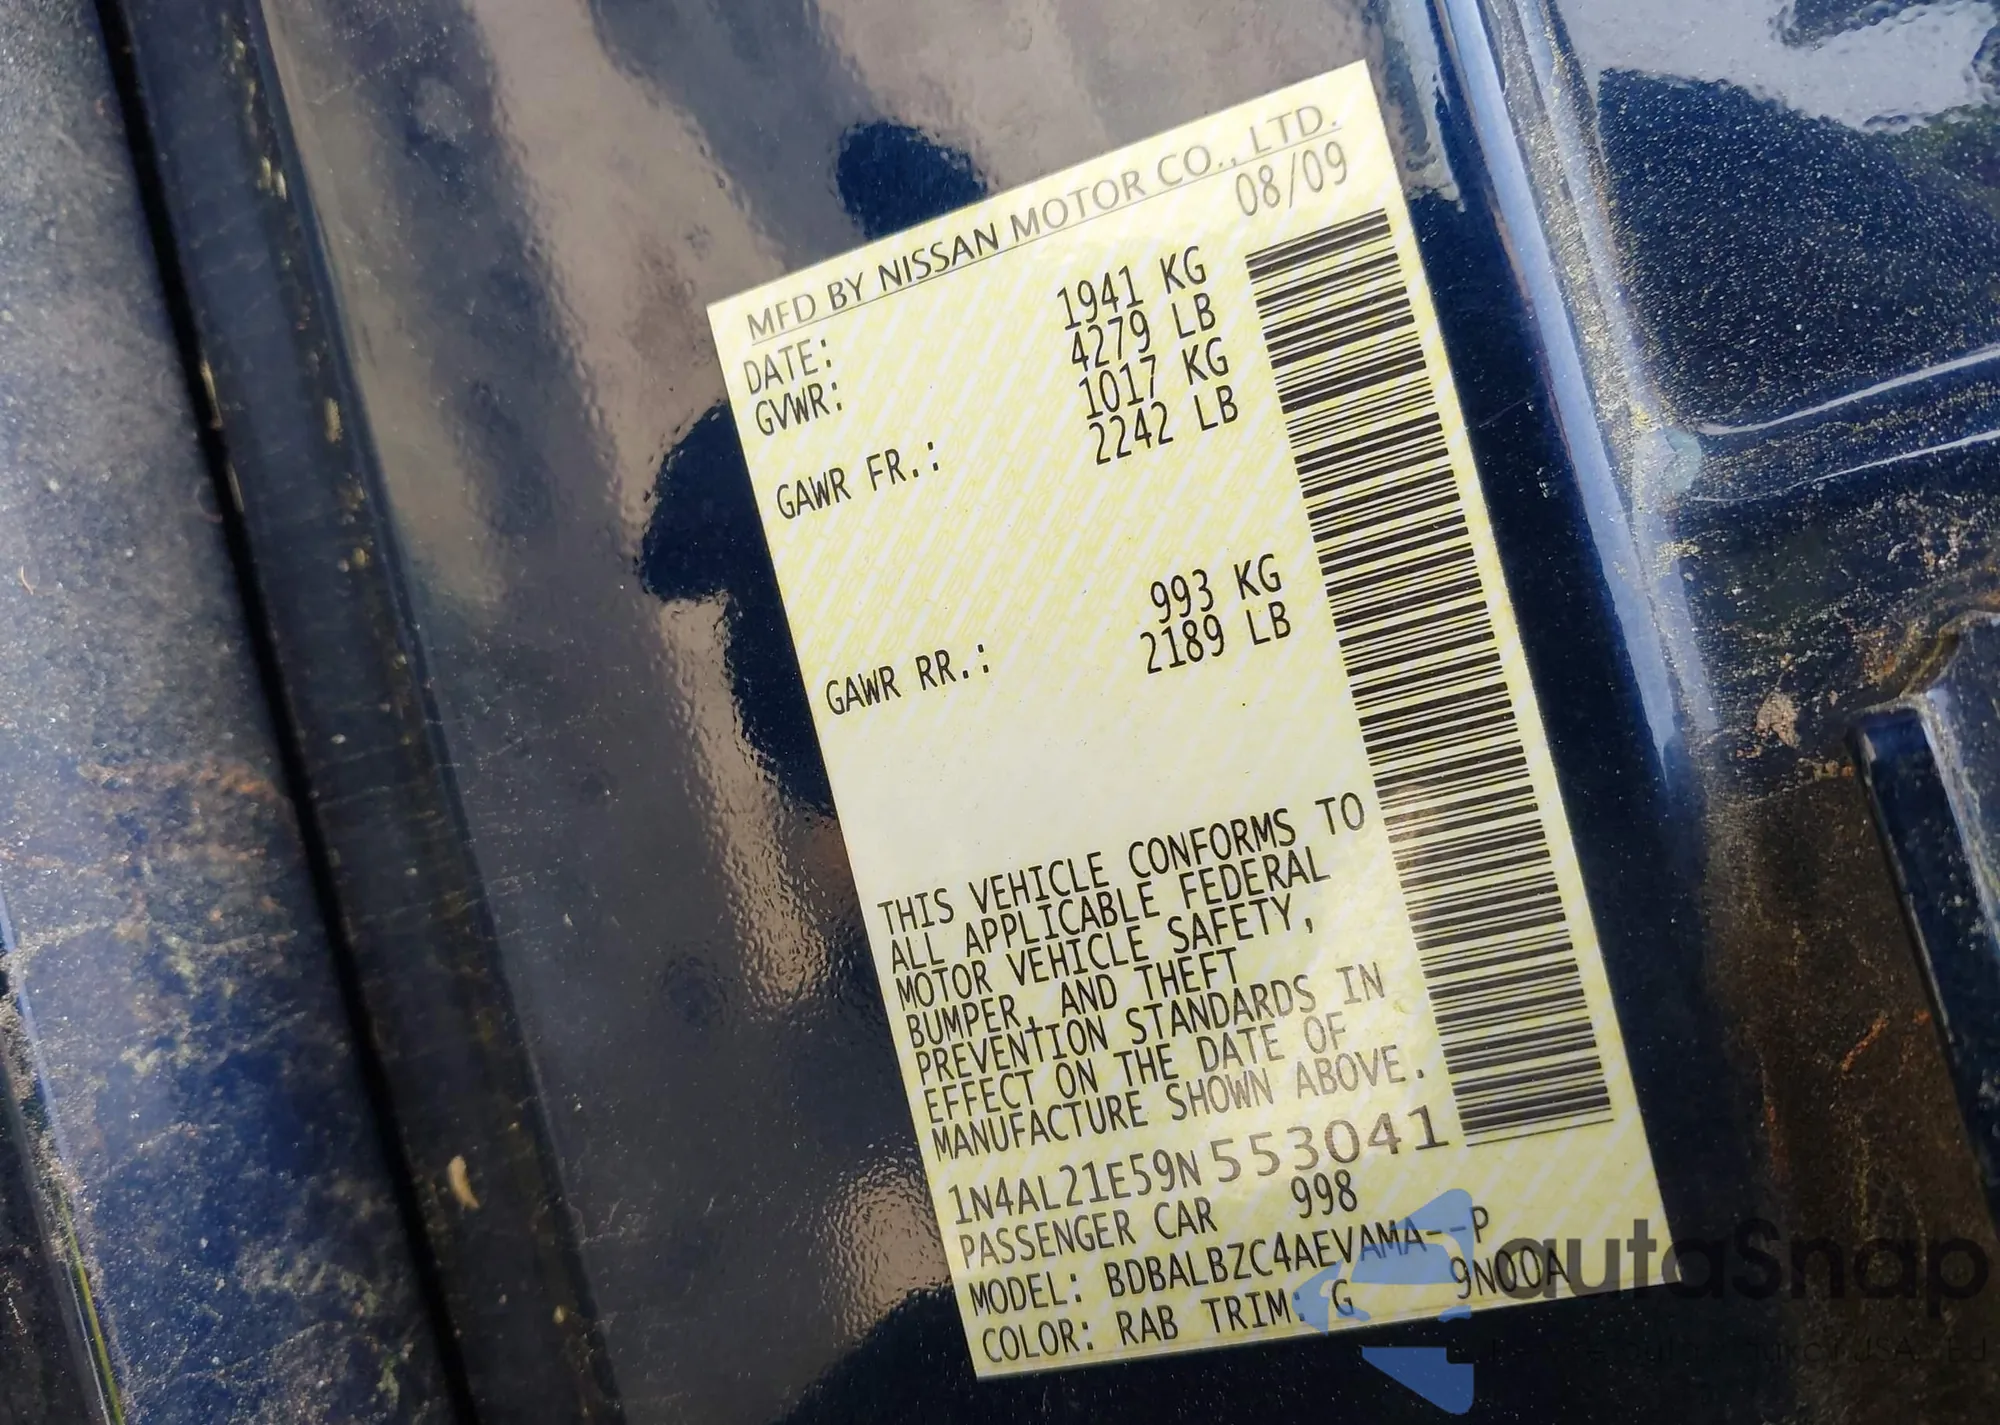 MFD BY NISSAN MOTOR CO., LTD.
DATE: 08/09
GVWR: 1941 KG
4279 LB
GAWR FR.: 1017 KG
2242 LB
GAWR RR.: 993 KG
2189 LB
THIS VEHICLE CONFORMS TO
ALL APPLICABLE FEDERAL
MOTOR VEHICLE SAFETY,
BUMPER, AND THEFT
PREVENTION STANDARDS IN
EFFECT ON THE DATE OF
MANUFACTURE SHOWN ABOVE.
1N4AL21E59N 553041
PASSENGER CAR 998
MODEL: BDBALBZC4AEVAMA--P
COLOR: RAB TRIM: G 9N00A
autaSnap